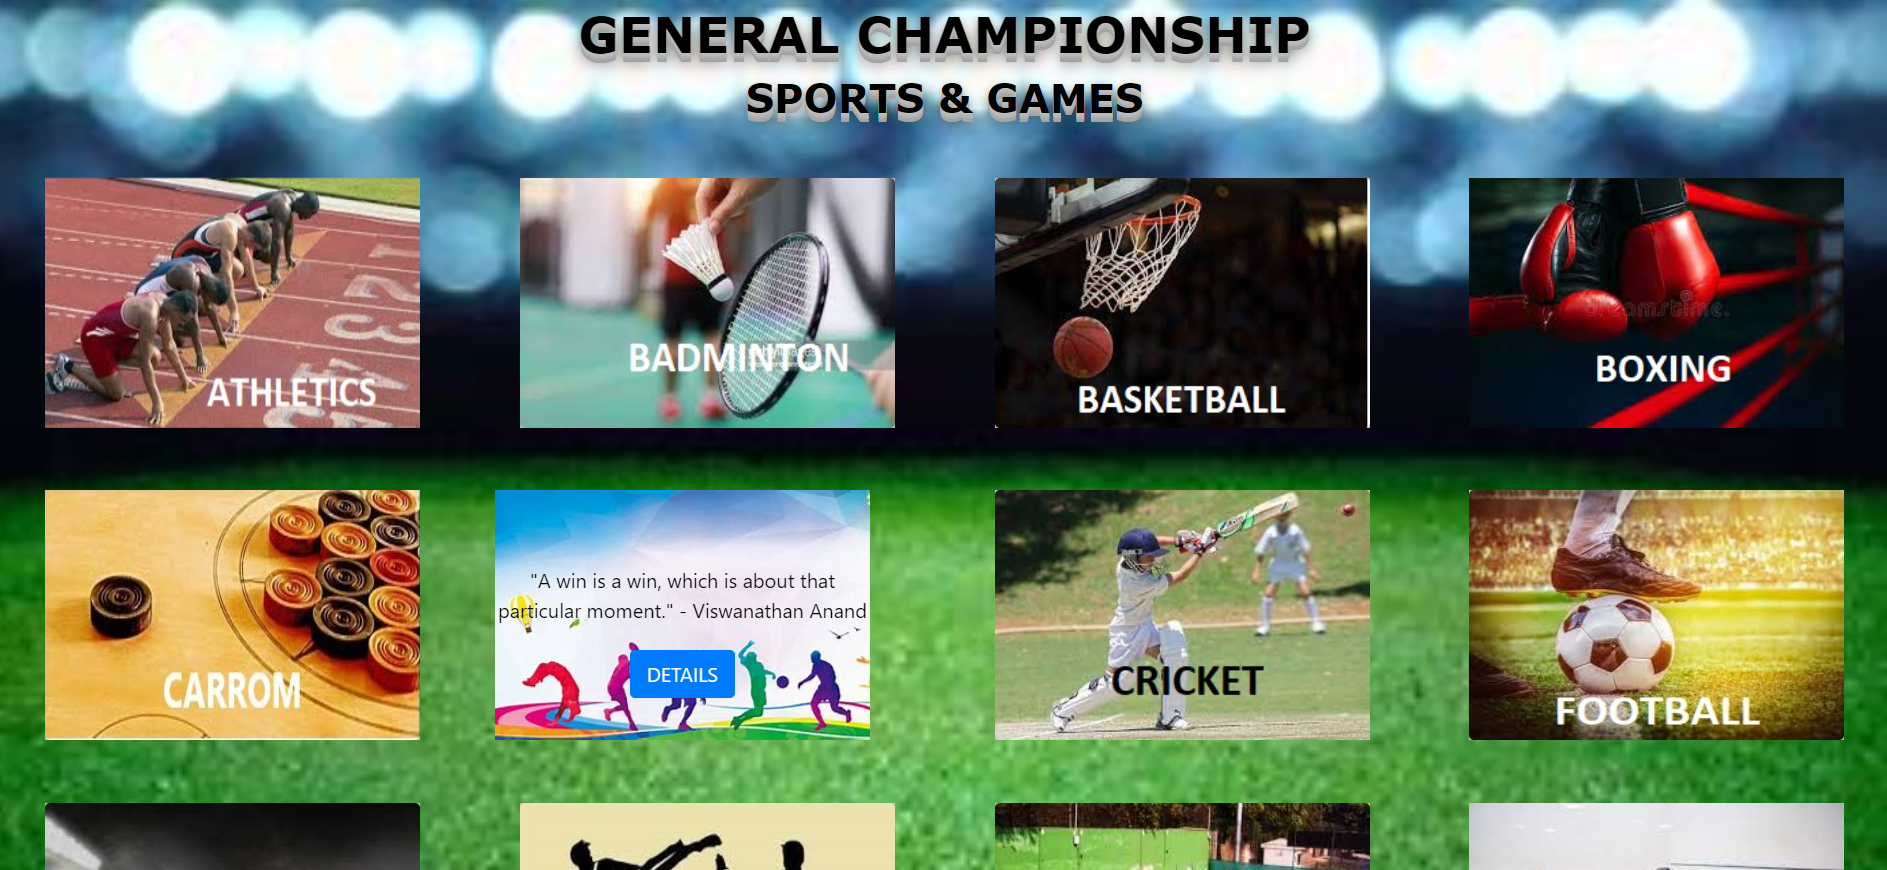 GENERAL CHAMPIONSHIP
SPORTS & GAMES
ATHLETICS
BADMINTON
BASKETBALL
dreamstime.
BOXING
CARROM
"A win is a win, which is about that
particular moment." - Viswanathan Anand
DETAILS
CRICKET
FOOTBALL